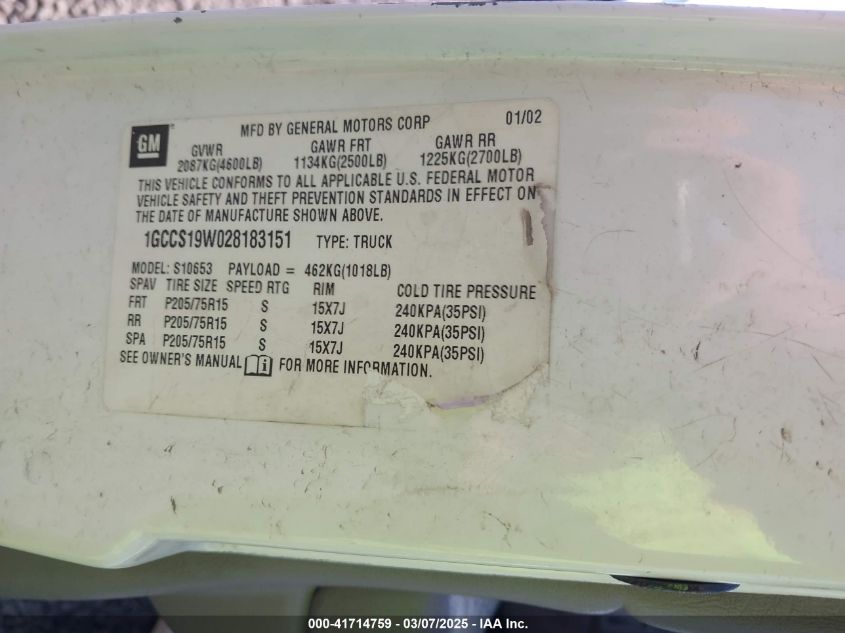 GM
MFD BY GENERAL MOTORS CORP 01/02
GVWR GAWR FRT GAWR RR
2087KG(4600LB) 1134KG(2500LB) 1225KG(2700LB)
THIS VEHICLE CONFORMS TO ALL APPLICABLE U.S. FEDERAL MOTOR
VEHICLE SAFETY AND THEFT PREVENTION STANDARDS IN EFFECT ON
THE DATE OF MANUFACTURE SHOWN ABOVE.
1GCCS19W028183151 TYPE: TRUCK
MODEL: S10653 PAYLOAD = 462KG(1018LB)
SPAV TIRE SIZE SPEED RTG RIM COLD TIRE PRESSURE
FRT P205/75R15 S 15X7J 240KPA(35PSI)
RR P205/75R15 S 15X7J 240KPA(35PSI)
SPA P205/75R15 S 15X7J 240KPA(35PSI)
SEE OWNER'S MANUAL FOR MORE INFORMATION.
000-41714759 — 03/07/2025 — IAA Inc.